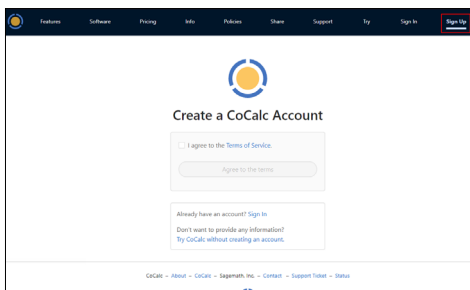 Features Software Pricing Info Policies Share Support Try Sign In Sign Up
Create a CoCalc Account
I agree to the Terms of Service.
Agree to the terms
Already have an account? Sign In
Don't want to provide any information?
Try CoCalc without creating an account.
CoCalc – About – CoCalc – Sagemath, Inc. – Contact – Support Ticket – Status